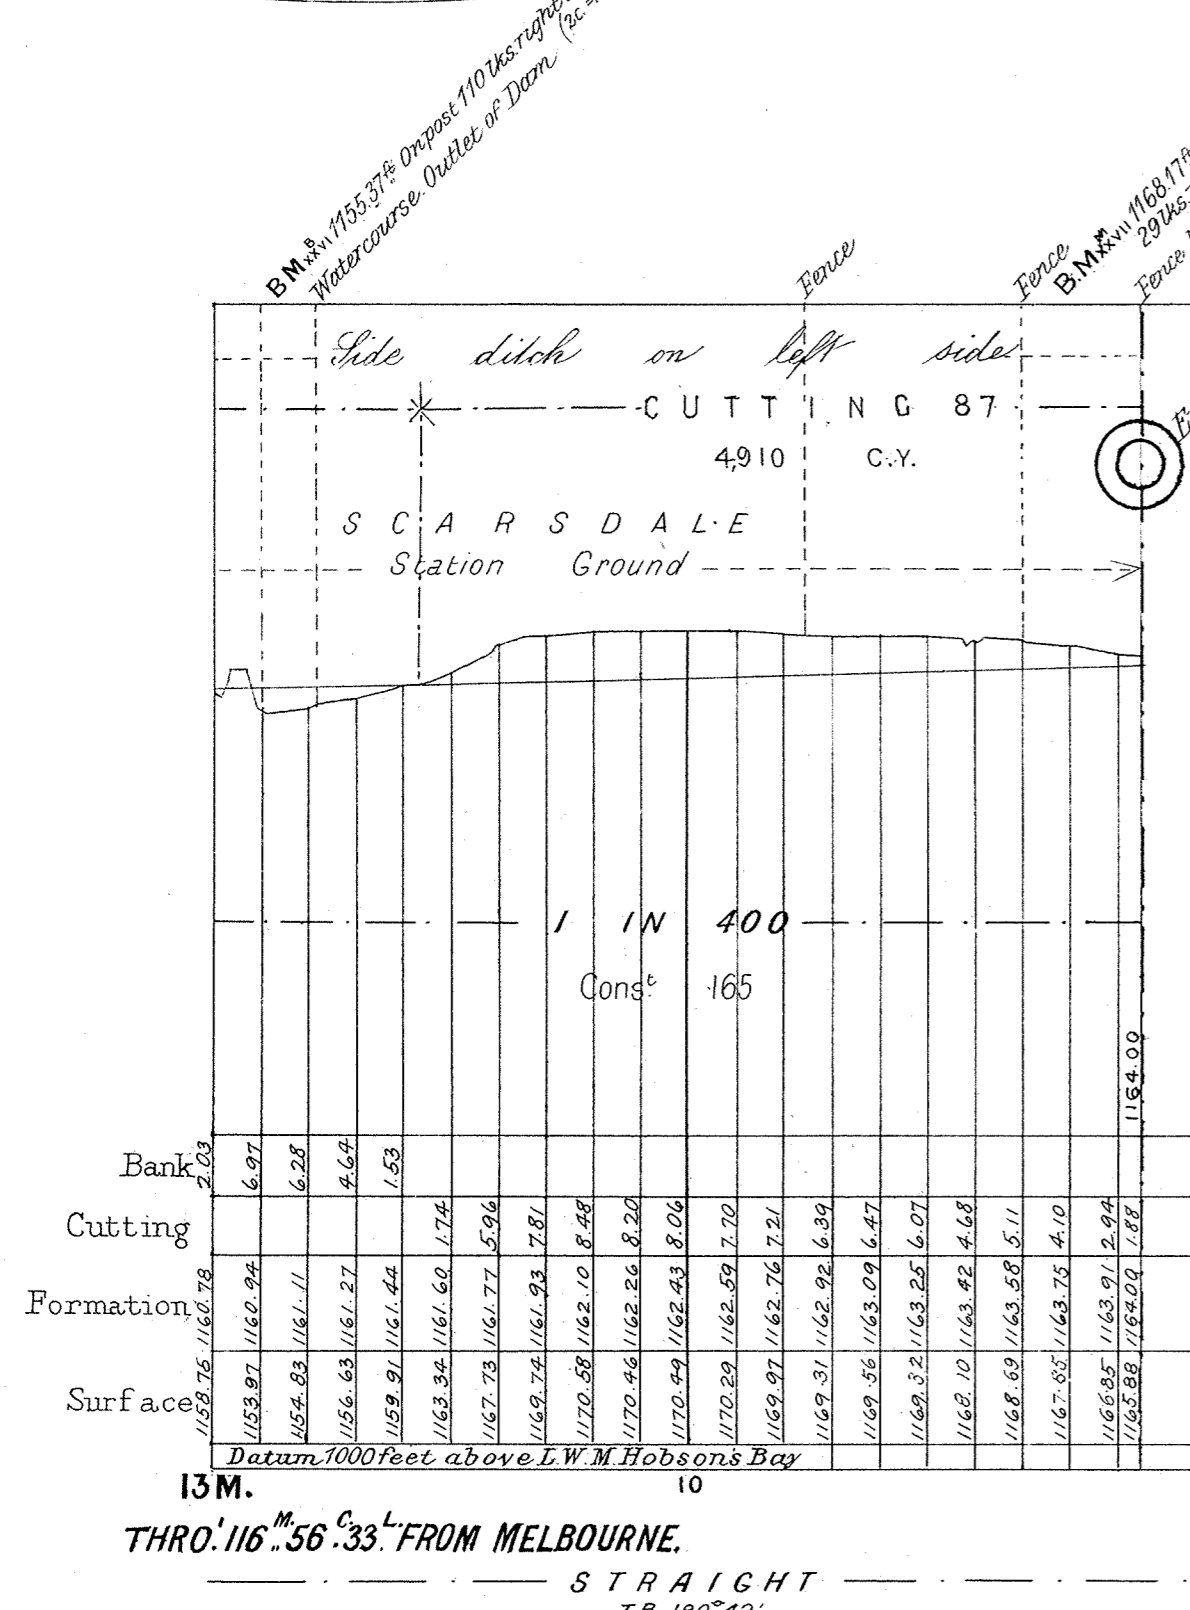 B.M. XXVI B 1155.37ft. On post 110 lks. right
Watercourse. Outlet of Dam (2c.
Fence
Fence
B.M. XXVII M 1168.17ft
29 lks.
Fence
Side ditch on left side
CUTTING 87
4,910 C.Y.
SCARSDALE
Station Ground
1 IN 400
Const. 165
1164.00
Bank 2.03 6.97 6.28 4.64 1.53
Cutting 1.74 5.96 7.81 8.48 8.20 8.06 7.70 7.21 6.39 6.47 6.07 4.68 5.11 4.10 2.94 1.88
Formation 1160.78 1160.94 1161.11 1161.27 1161.44 1161.60 1161.77 1161.93 1162.10 1162.26 1162.43 1162.59 1162.76 1162.92 1163.09 1163.25 1163.42 1163.58 1163.75 1163.91 1164.00
Surface 1158.75 1153.97 1154.83 1156.63 1159.91 1163.34 1167.73 1169.74 1170.58 1170.46 1170.49 1170.29 1169.97 1169.31 1169.56 1169.32 1168.10 1168.69 1167.85 1166.85 1165.88
Datum 1000 feet above L.W.M. Hobson's Bay
13M. 10
THRO.' 116 M. 56 C. 33 L. FROM MELBOURNE.
STRAIGHT